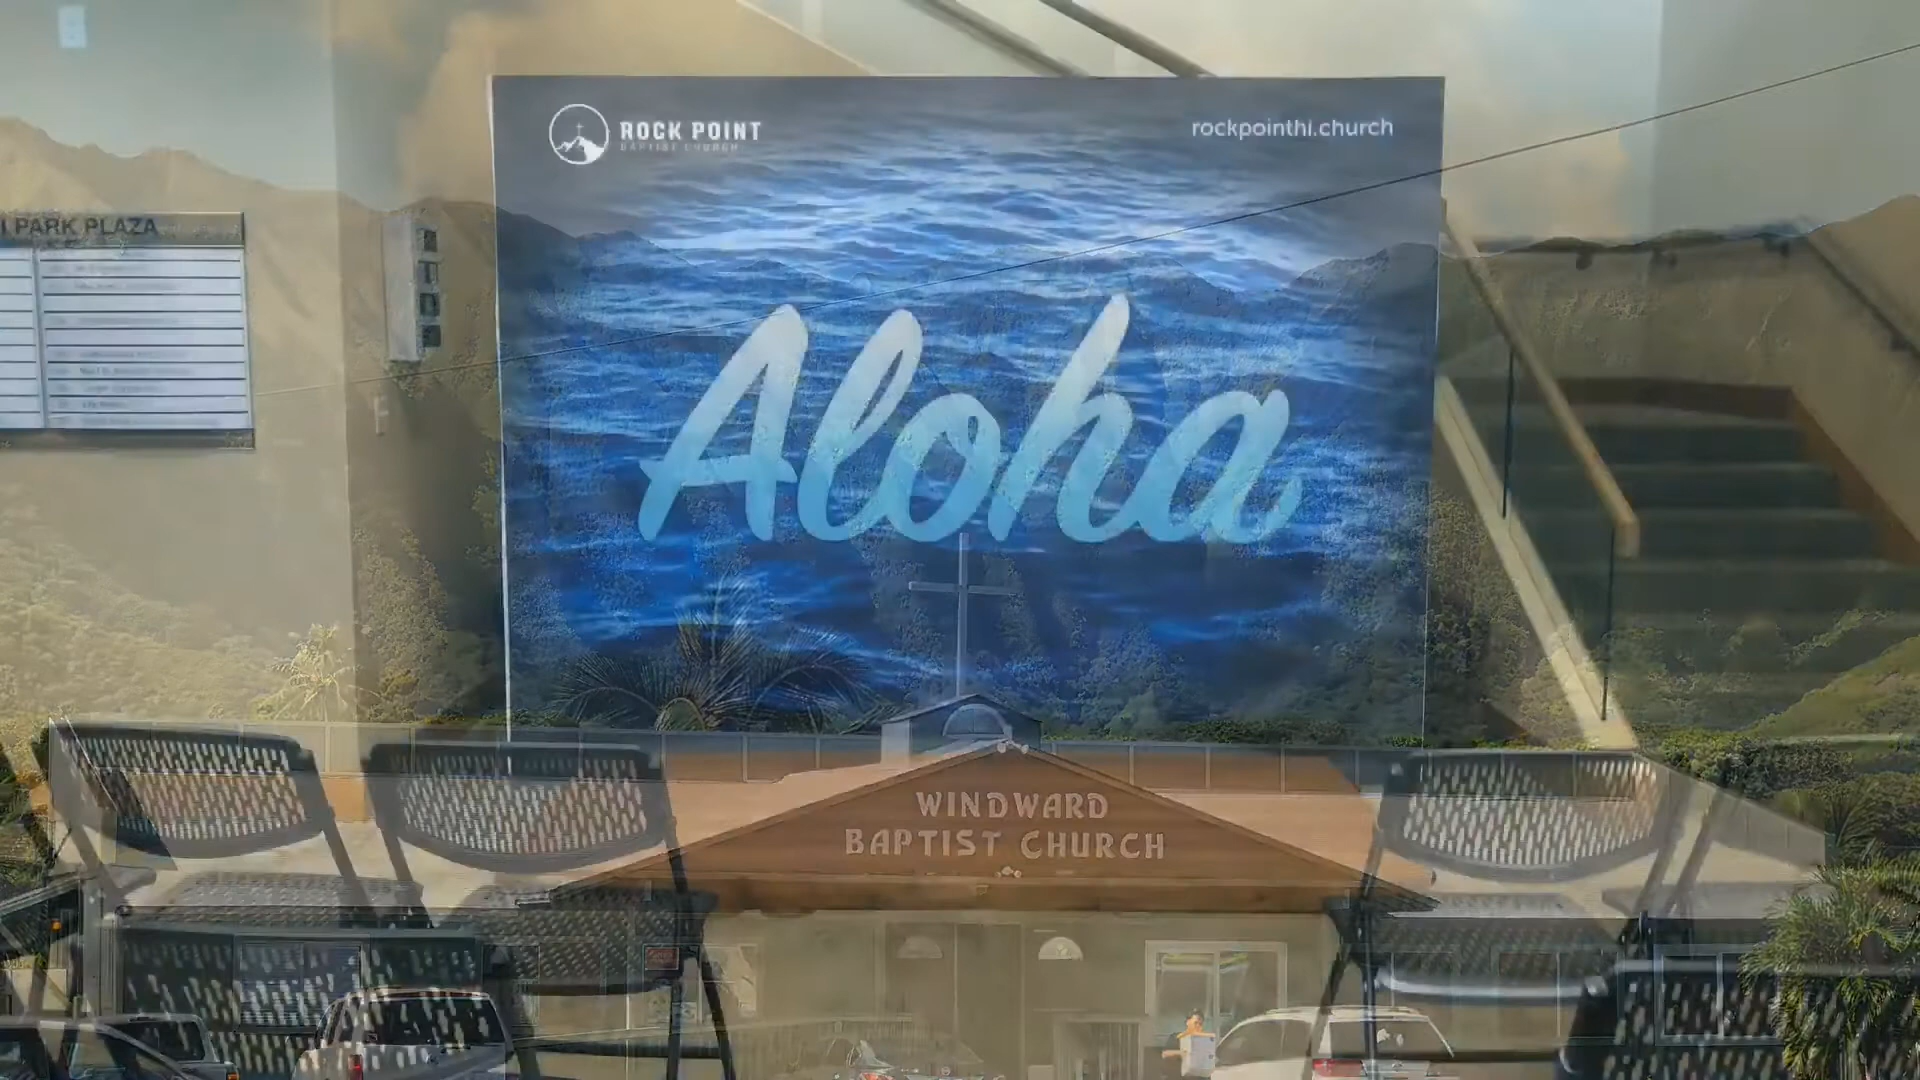 ROCK POINT
BAPTIST CHURCH
rockpointhi.church
I PARK PLAZA
Aloha
WINDWARD
BAPTIST CHURCH